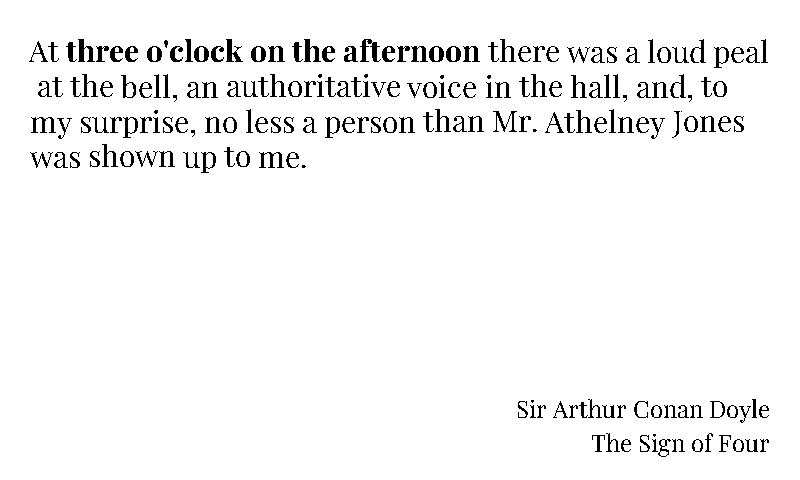 At three o'clock on the afternoon there was a loud peal
at the bell, an authoritative voice in the hall, and, to
my surprise, no less a person than Mr. Athelney Jones
was shown up to me.
Sir Arthur Conan Doyle
The Sign of Four